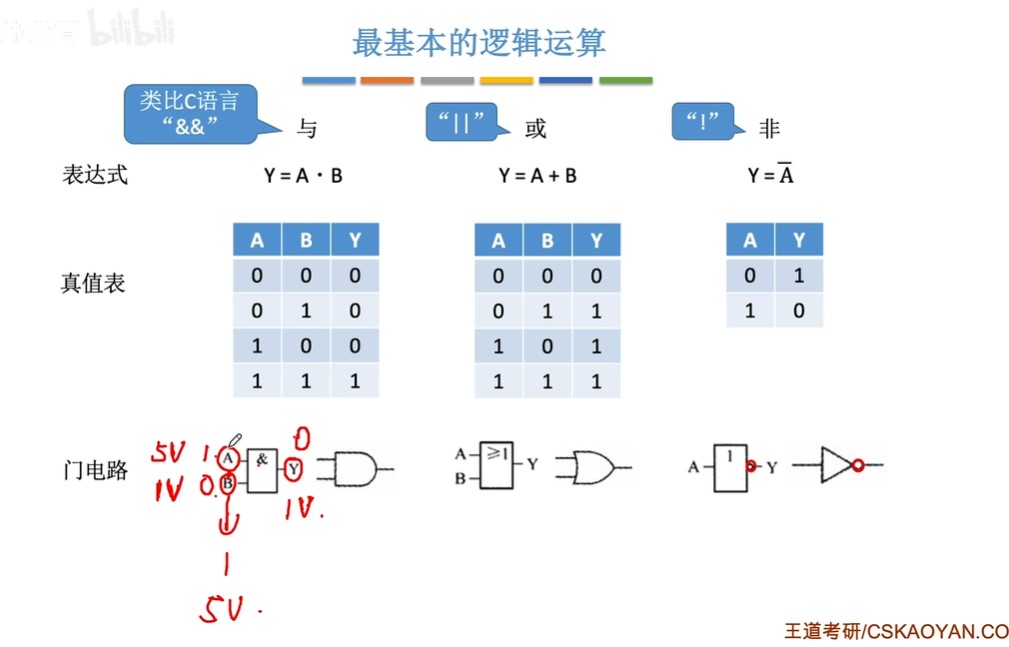 bilibili
最基本的逻辑运算
类比C语言
“&&”
与
“||”
或
“!”
非
表达式
Y = A · B
Y = A + B
Y = A̅
真值表
A B Y
0 0 0
0 1 0
1 0 0
1 1 1
A B Y
0 0 0
0 1 1
1 0 1
1 1 1
A Y
0 1
1 0
门电路
5V 1. A & Y 0
1V 0. B 1V.
1
5V.
A ≥1 Y
B
A 1 Y
王道考研/CSKAOYAN.CO